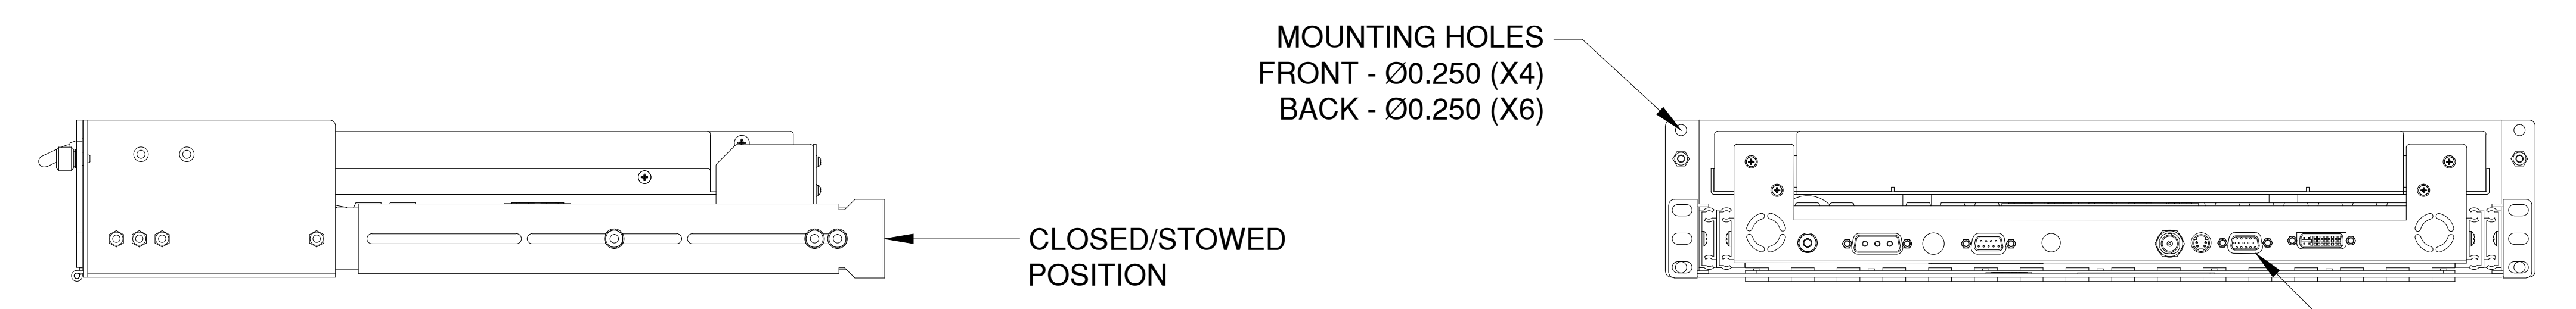 MOUNTING HOLES
FRONT - Ø0.250 (X4)
BACK - Ø0.250 (X6)
CLOSED/STOWED
POSITION